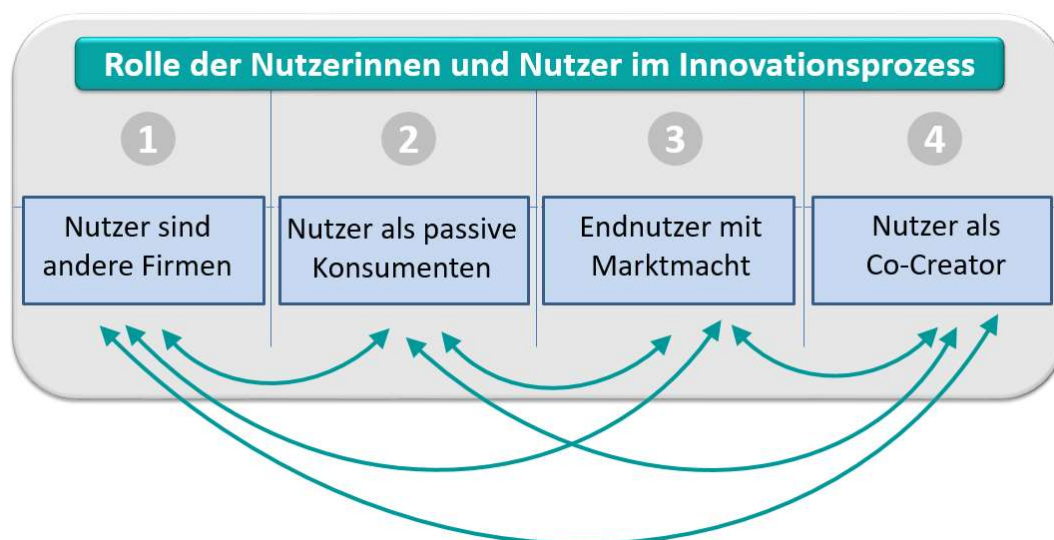 Rolle der Nutzerinnen und Nutzer im Innovationsprozess
1
2
3
4
Nutzer sind
andere Firmen
Nutzer als passive
Konsumenten
Endnutzer mit
Marktmacht
Nutzer als
Co-Creator